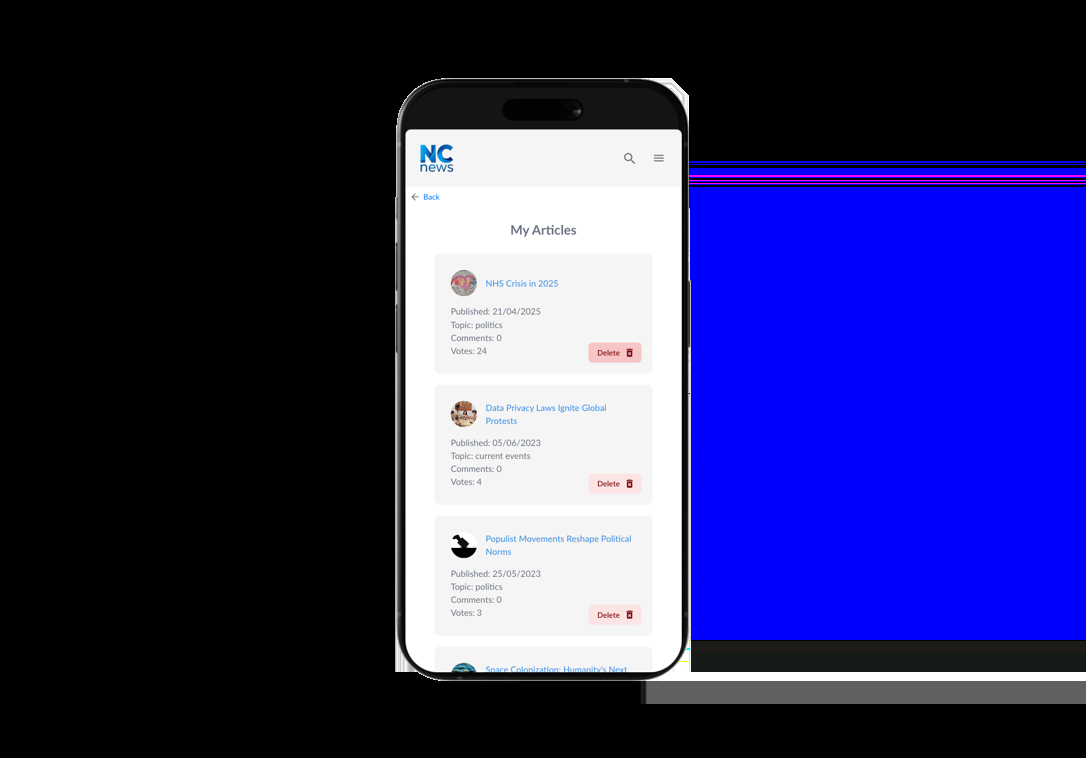 NC
news
Back
My Articles
NHS Crisis in 2025
Published: 21/04/2025
Topic: politics
Comments: 0
Votes: 24
Delete
Data Privacy Laws Ignite Global
Protests
Published: 05/06/2023
Topic: current events
Comments: 0
Votes: 4
Delete
Populist Movements Reshape Political
Norms
Published: 25/05/2023
Topic: politics
Comments: 0
Votes: 3
Delete
Space Colonization: Humanity's Next